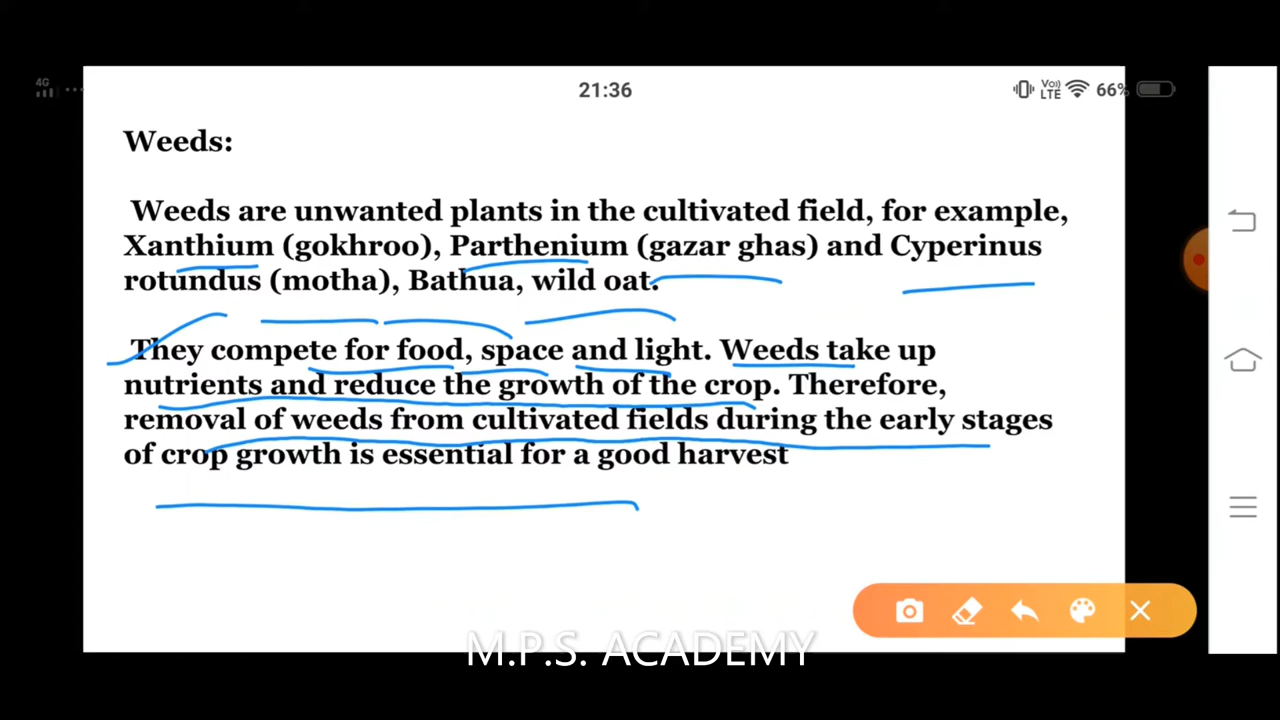 4G 21:36 Vo)) LTE 66%
Weeds:
Weeds are unwanted plants in the cultivated field, for example,
Xanthium (gokhroo), Parthenium (gazar ghas) and Cyperinus
rotundus (motha), Bathua, wild oat.
They compete for food, space and light. Weeds take up
nutrients and reduce the growth of the crop. Therefore,
removal of weeds from cultivated fields during the early stages
of crop growth is essential for a good harvest
M.P.S. ACADEMY